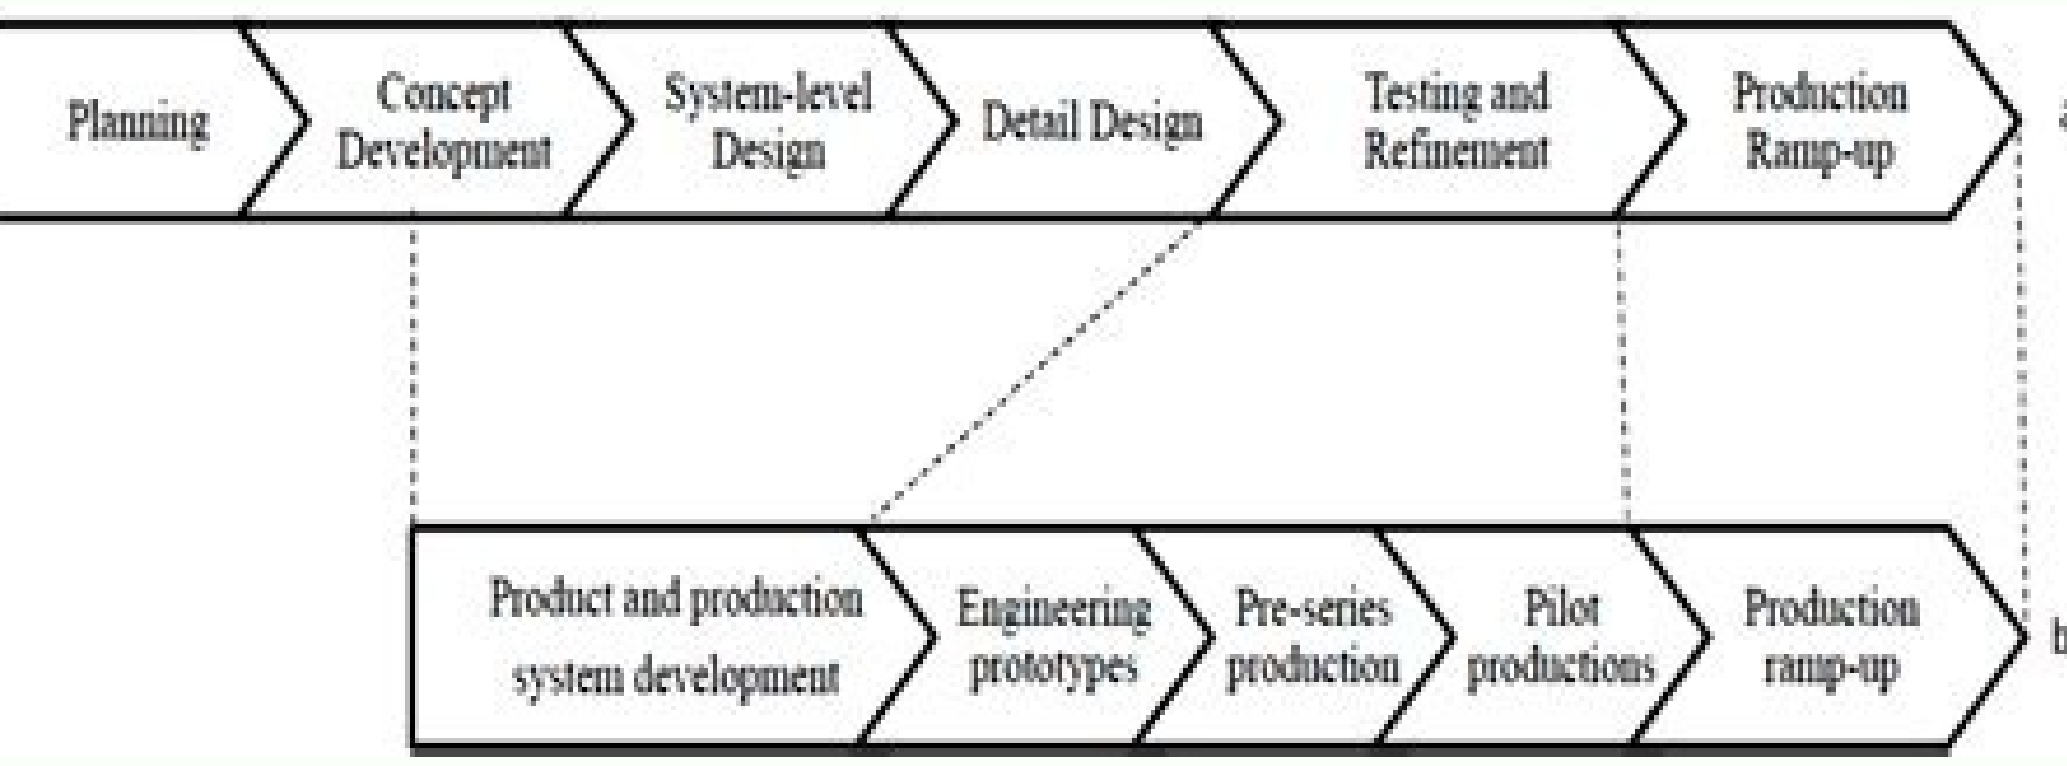 Planning
Concept
Development
System-level
Design
Detail Design
Testing and
Refinement
Production
Ramp-up
a
Product and production
system development
Engineering
prototypes
Pre-series
production
Pilot
productions
Production
ramp-up
b